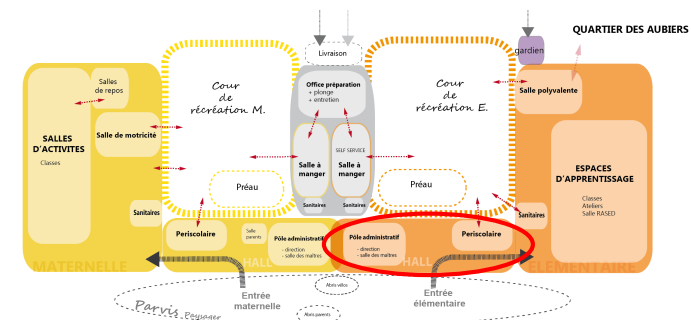 QUARTIER DES AUBIERS
Livraison
gardien
Salles
de repos
Cour
de
récréation M.
Office préparation
+ plonge
+ entretien
Cour
de
récréation E.
Salle polyvalente
Salle de motricité
SALLES
D'ACTIVITES
Classes
SELF SERVICE
Salle à
manger
Salle à
manger
ESPACES
D'APPRENTISSAGE
Classes
Ateliers
Salle RASED
Préau
Préau
Sanitaires
Sanitaires
Sanitaires
Sanitaires
Periscolaire
Salle
parents
Pôle administratif
- direction
- salle des maîtres
Pôle administratif
- direction
- salle des maîtres
Periscolaire
MATERNELLE
HALL
HALL
ÉLÉMENTAIRE
Abris vélos
Entrée
maternelle
Entrée
élémentaire
Parvis Paysager
Abris parents